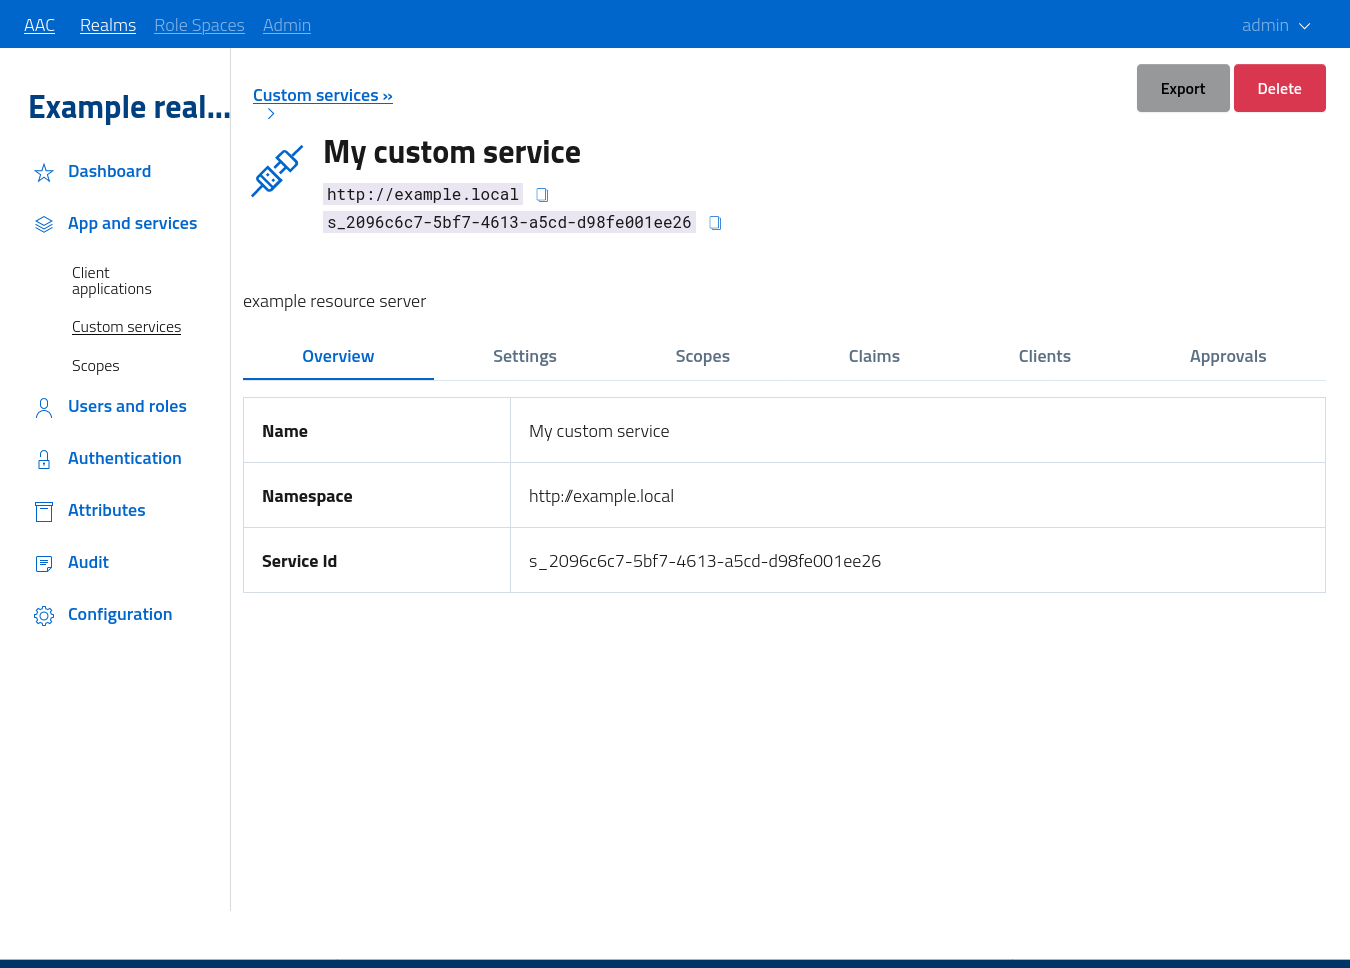 AAC Realms Role Spaces Admin admin
Example real...
Dashboard
App and services
Client
applications
Custom services
Scopes
Users and roles
Authentication
Attributes
Audit
Configuration
Custom services »
Export Delete
My custom service
http://example.local
s_2096c6c7-5bf7-4613-a5cd-d98fe001ee26
example resource server
Overview Settings Scopes Claims Clients Approvals
Name My custom service
Namespace http://example.local
Service Id s_2096c6c7-5bf7-4613-a5cd-d98fe001ee26